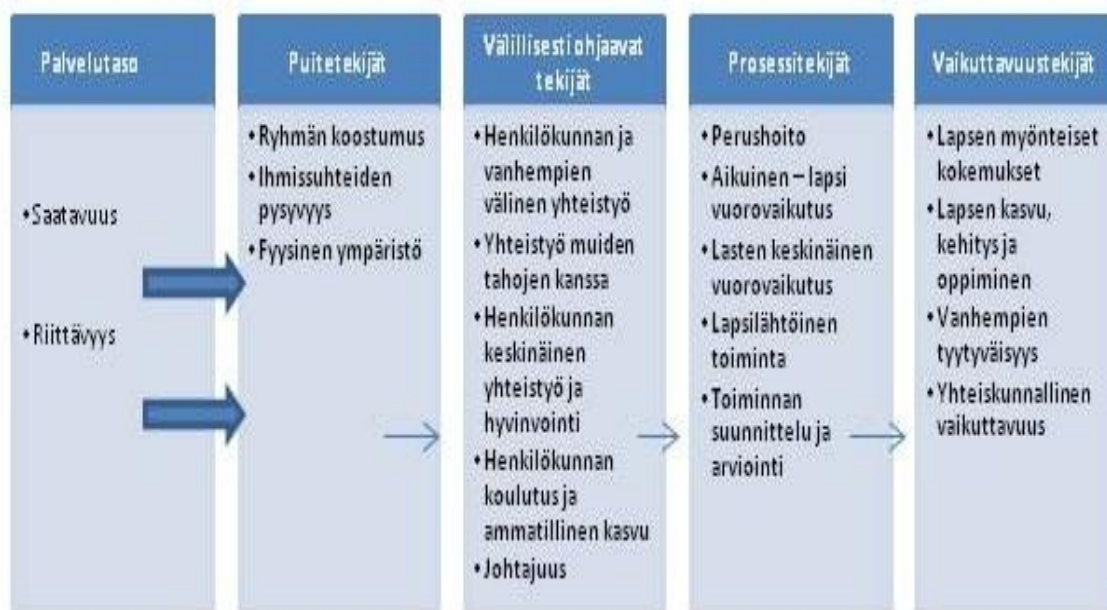 Palvelutaso
•Saatavuus
•Riittävyys
Puitetekijät
•Ryhmän koostumus
•Ihmissuhteiden
pysyvyys
•Fyysinen ympäristö
Välillisesti ohjaavat
tekijät
•Henkilökunnan ja
vanhempien
välinen yhteistyö
•Yhteistyö muiden
tahojen kanssa
•Henkilökunnan
keskinäinen
yhteistyö ja
hyvinvointi
•Henkilökunnan
koulutus ja
ammatillinen kasvu
•Johtajuus
Prosessitekijät
•Perushoito
•Aikuinen – lapsi
vuorovaikutus
•Lasten keskinäinen
vuorovaikutus
•Lapsilähtöinen
toiminta
•Toiminnan
suunnittelu ja
arviointi
Vaikuttavuustekijät
•Lapsen myönteiset
kokemukset
•Lapsen kasvu,
kehitys ja
oppiminen
•Vanhempien
tyytyväisyys
•Yhteiskunnallinen
vaikuttavuus